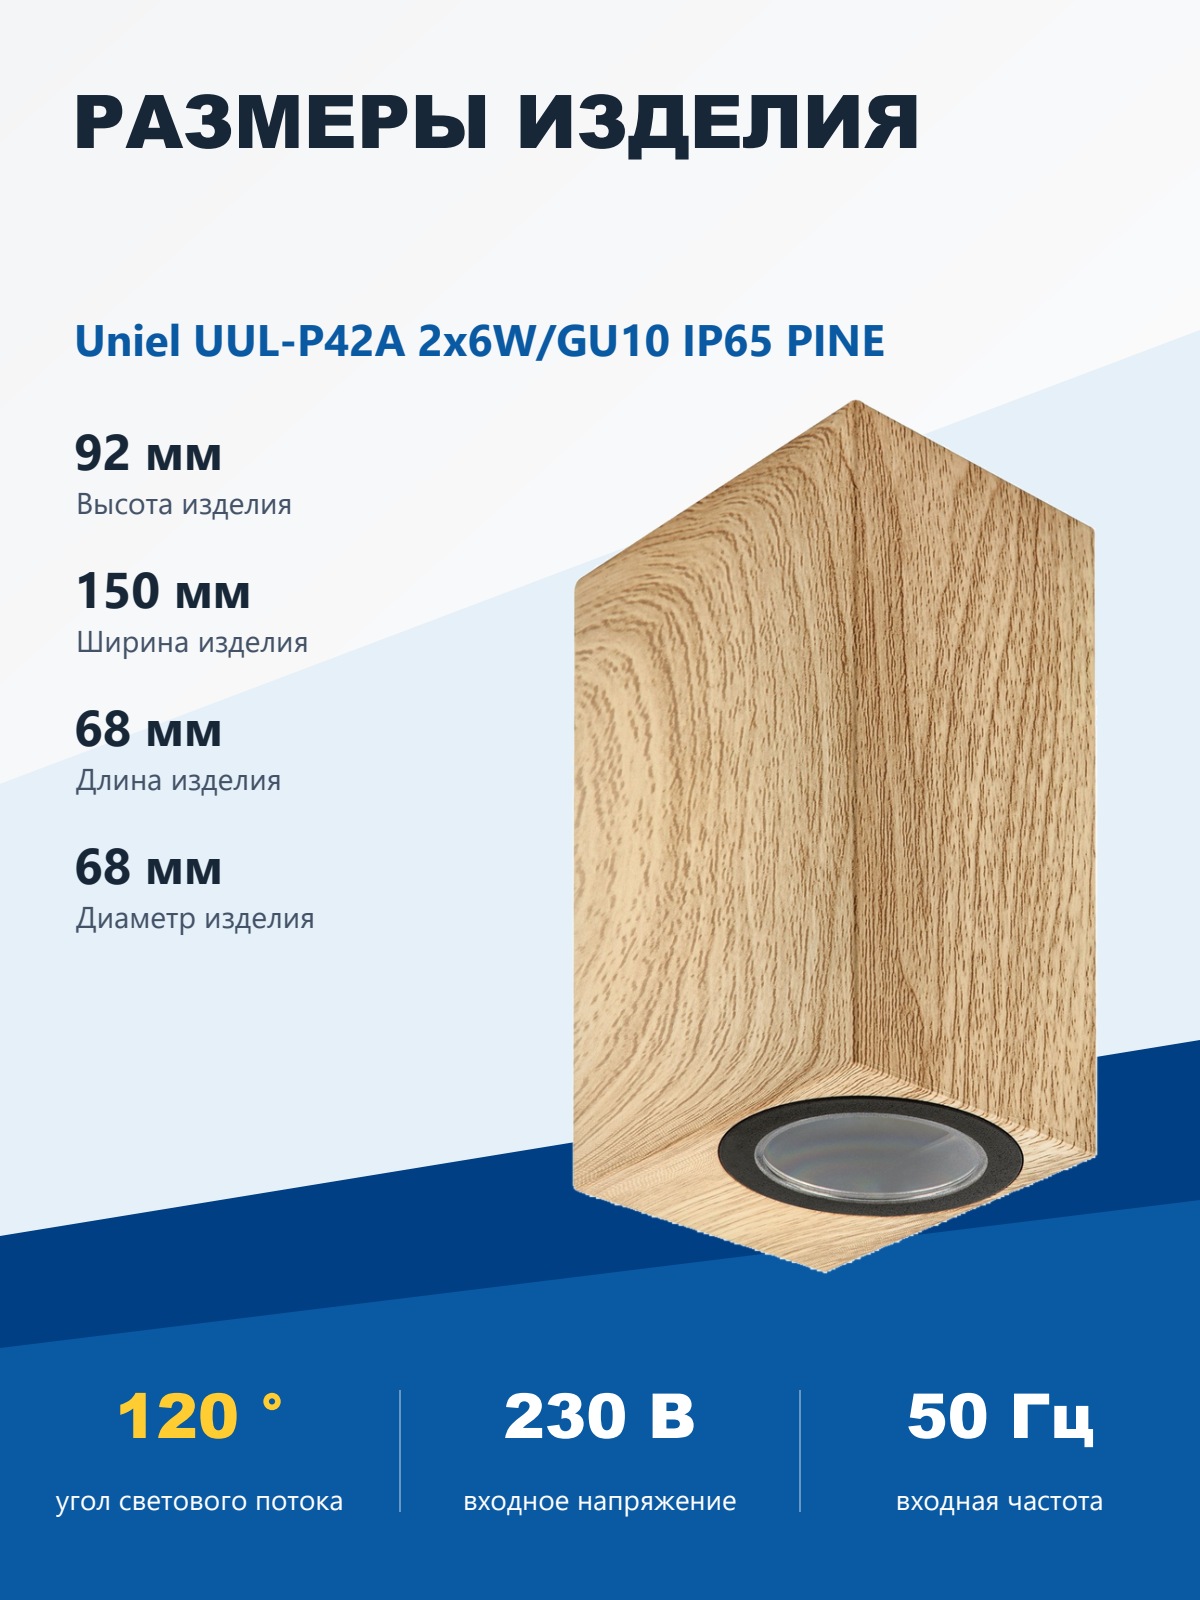 РАЗМЕРЫ ИЗДЕЛИЯ
Uniel UUL-P42A 2x6W/GU10 IP65 PINE
92 мм
Высота изделия
150 мм
Ширина изделия
68 мм
Длина изделия
68 мм
Диаметр изделия
120 °
угол светового потока
230 В
входное напряжение
50 Гц
входная частота